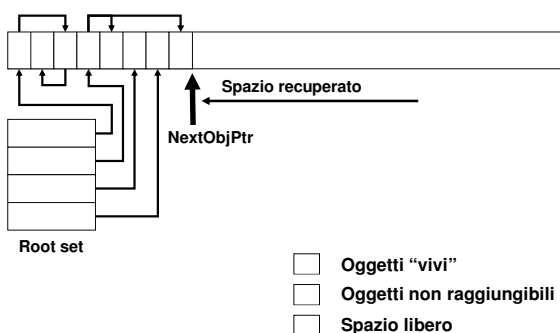 Spazio recuperato
NextObjPtr
Root set
Oggetti “vivi”
Oggetti non raggiungibili
Spazio libero